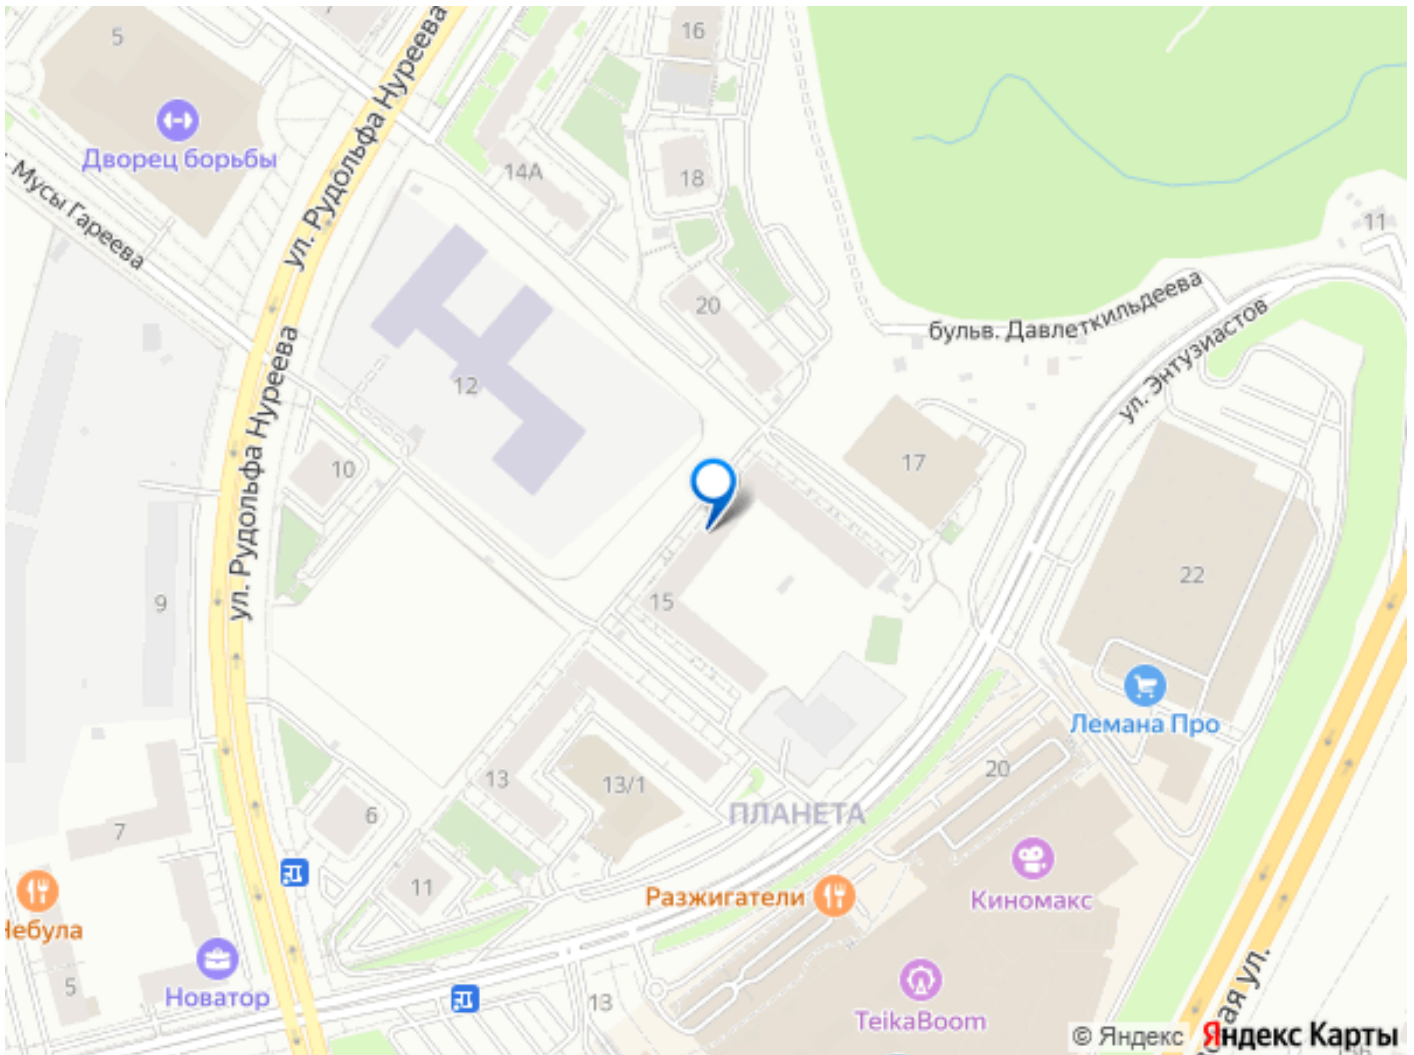 5
7
16
ул. Рудольфа Нуреева
Дворец борьбы
Мусы Гареева
14А
18
11
20
бульв. Давлеткильдеева
ул. Энтузиастов
12
ул. Рудольфа Нуреева
10
17
22
9
15
Лемана Про
13
13/1
20
ПЛАНЕТА
6
7
11
Разжигатели
Киномакс
Небула
5
Новатор
13
TeikaBoom
ая ул.
© Яндекс
Яндекс Карты